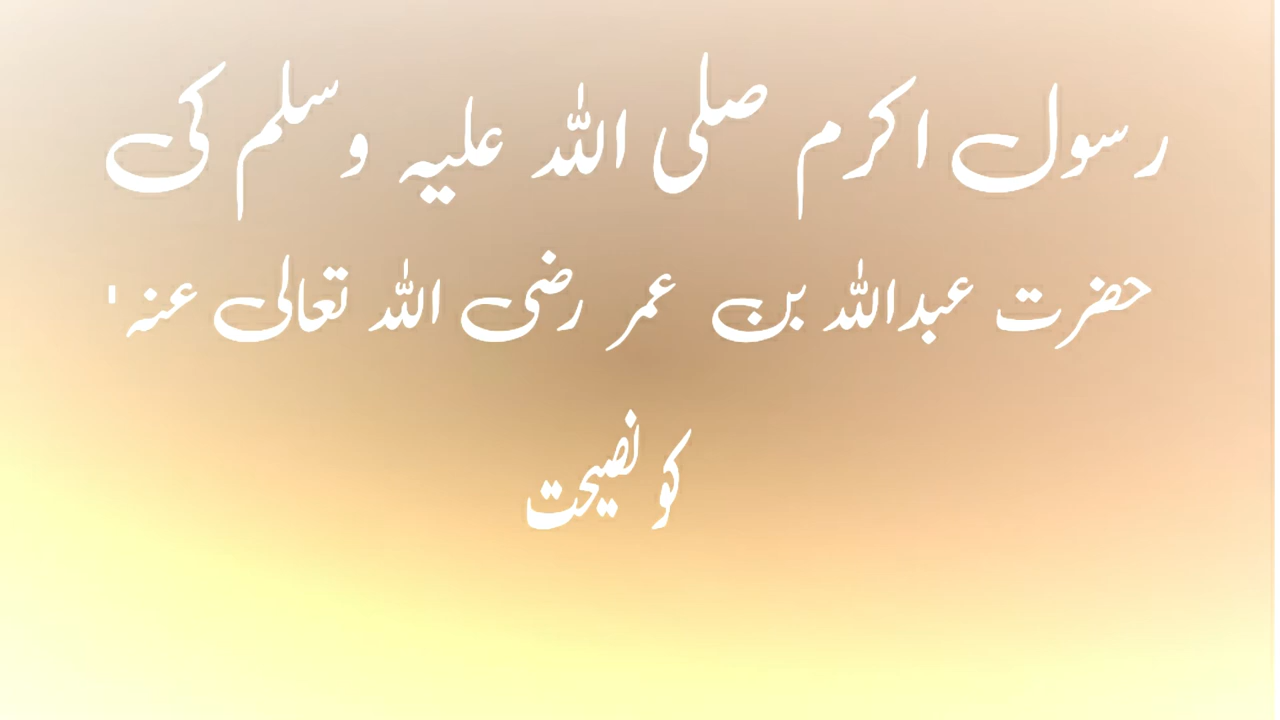 رسول اکرم صلی اللہ علیہ وسلم کی
حضرت عبداللہ بن عمر رضی اللہ تعالی عنہ '
کو نصیحت